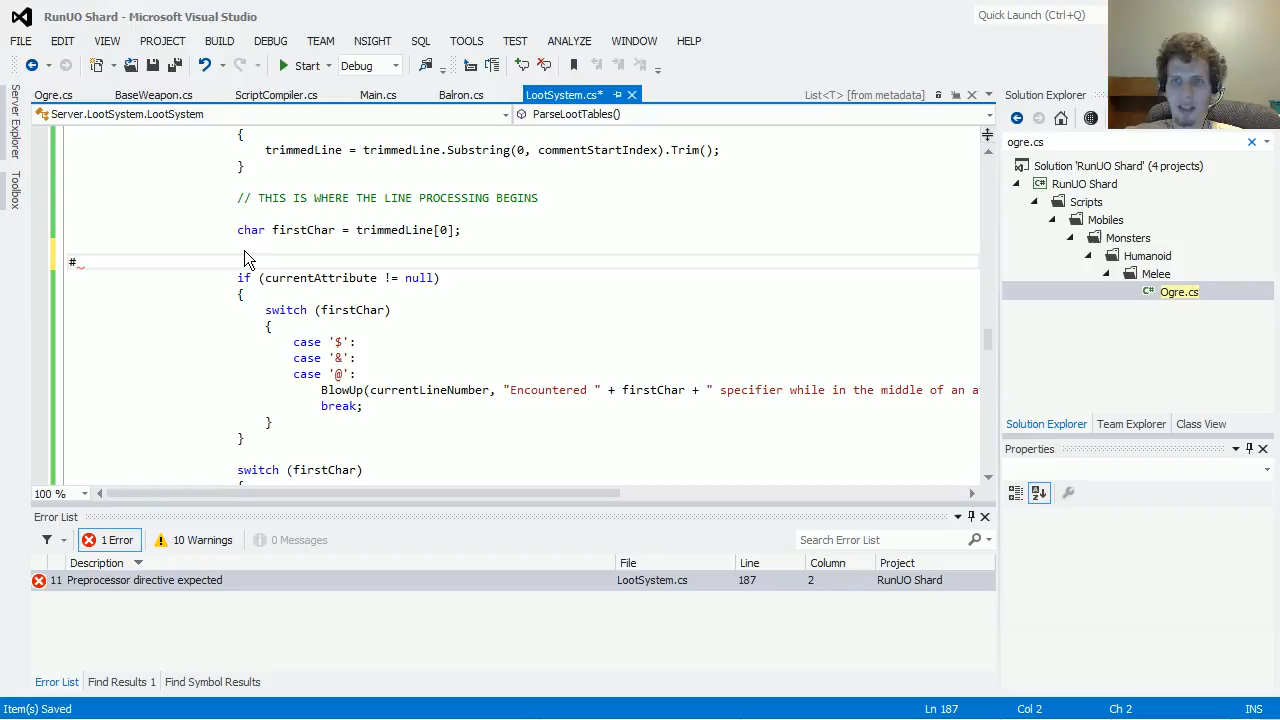 RunUO Shard - Microsoft Visual Studio
Quick Launch (Ctrl+Q)
FILE EDIT VIEW PROJECT BUILD DEBUG TEAM NSIGHT SQL TOOLS TEST ANALYZE WINDOW HELP
Start Debug
Server Explorer
Toolbox
Ogre.cs BaseWeapon.cs ScriptCompiler.cs Main.cs Balron.cs LootSystem.cs* List<T> [from metadata]
Server.LootSystem.LootSystem ParseLootTables()
{
trimmedLine = trimmedLine.Substring(0, commentStartIndex).Trim();
}
// THIS IS WHERE THE LINE PROCESSING BEGINS
char firstChar = trimmedLine[0];
#
if (currentAttribute != null)
{
switch (firstChar)
{
case '$':
case '&':
case '@':
BlowUp(currentLineNumber, "Encountered " + firstChar + " specifier while in the middle of an a
break;
}
}
switch (firstChar)
100 %
Solution Explorer
ogre.cs
Solution 'RunUO Shard' (4 projects)
RunUO Shard
Scripts
Mobiles
Monsters
Humanoid
Melee
Ogre.cs
Solution Explorer Team Explorer Class View
Properties
Error List
1 Error 10 Warnings 0 Messages
Search Error List
Description File Line Column Project
11 Preprocessor directive expected LootSystem.cs 187 2 RunUO Shard
Error List Find Results 1 Find Symbol Results
Item(s) Saved Ln 187 Col 2 Ch 2 INS